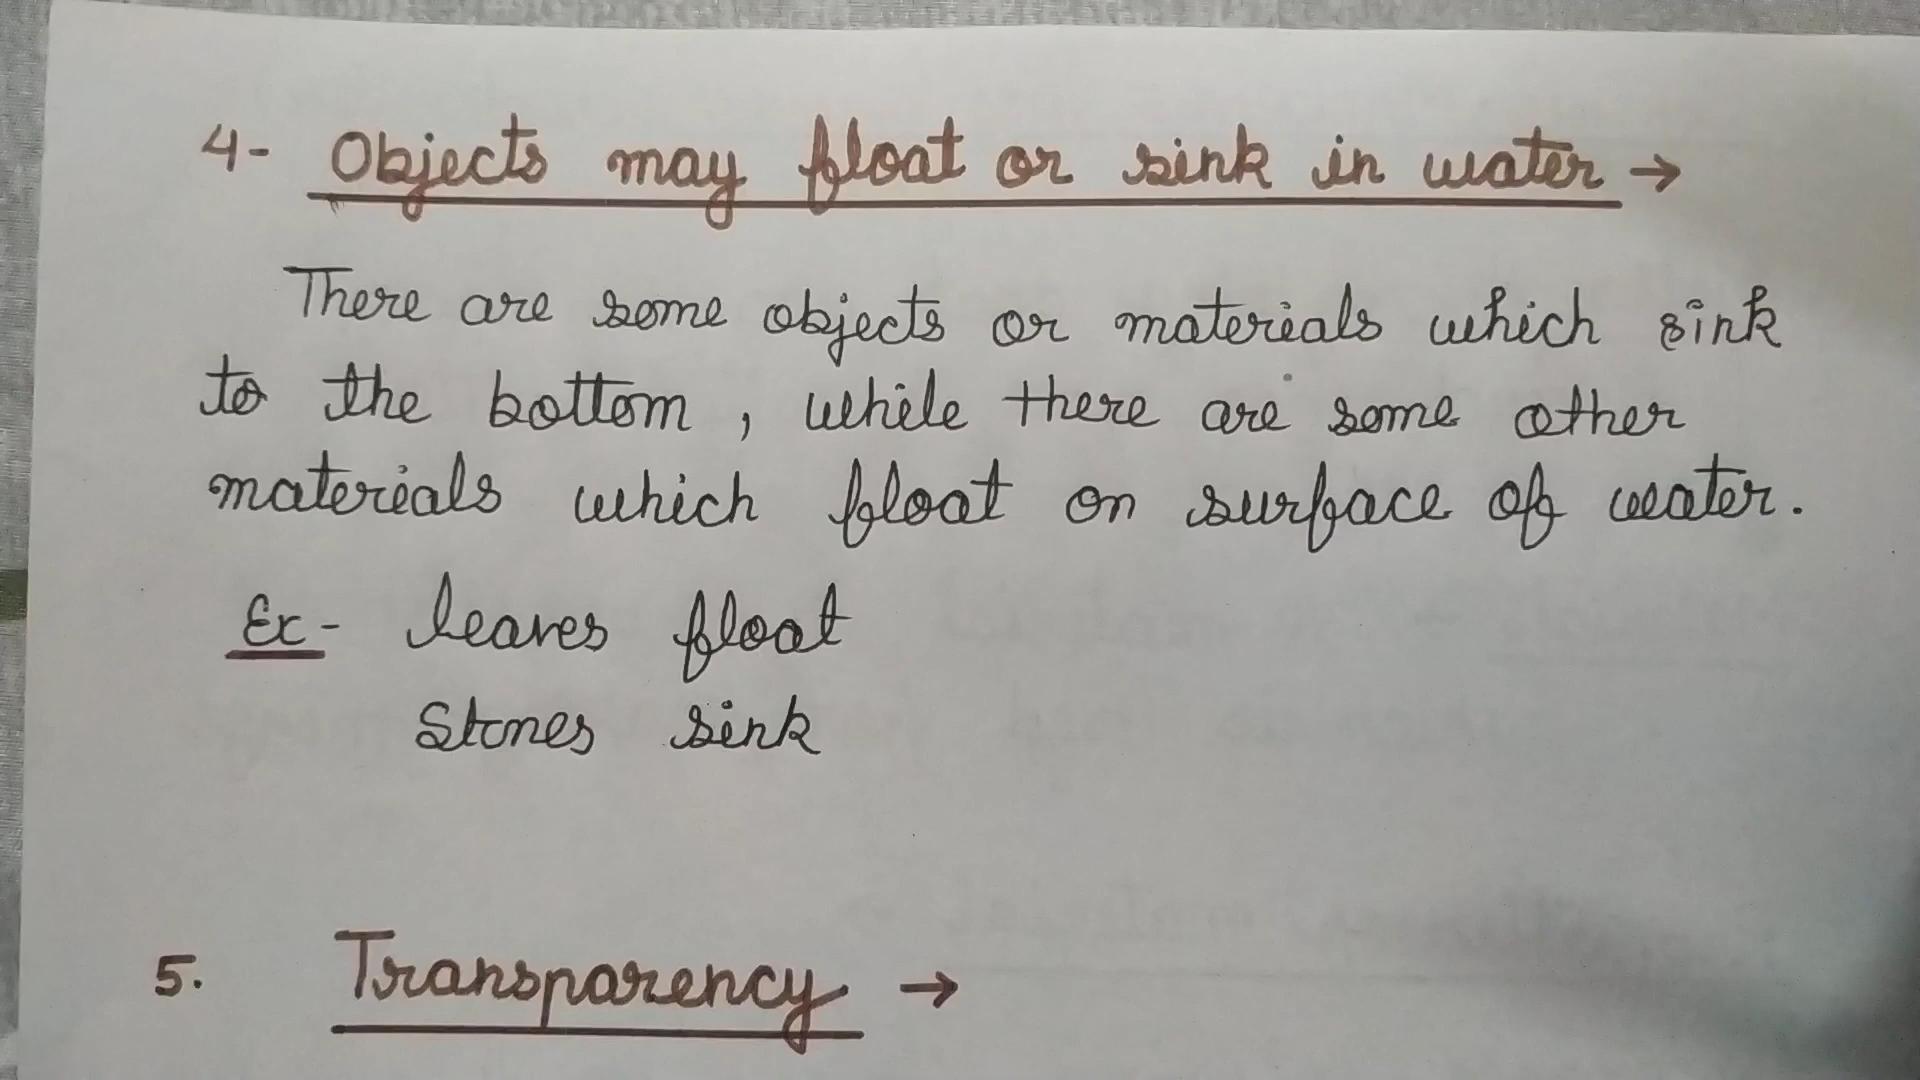 4- Objects may float or sink in water →
There are some objects or materials which sink
to the bottom, while there are some other
materials which float on surface of water.
Ex- leaves float
Stones sink
5. Transparency →